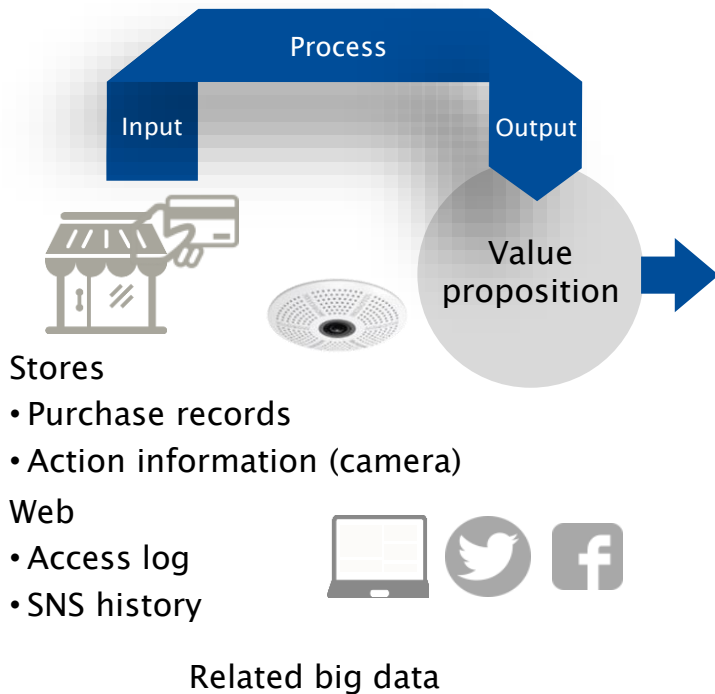 Process
Input
Output
Value
proposition
Stores
• Purchase records
• Action information (camera)
Web
• Access log
• SNS history
Related big data